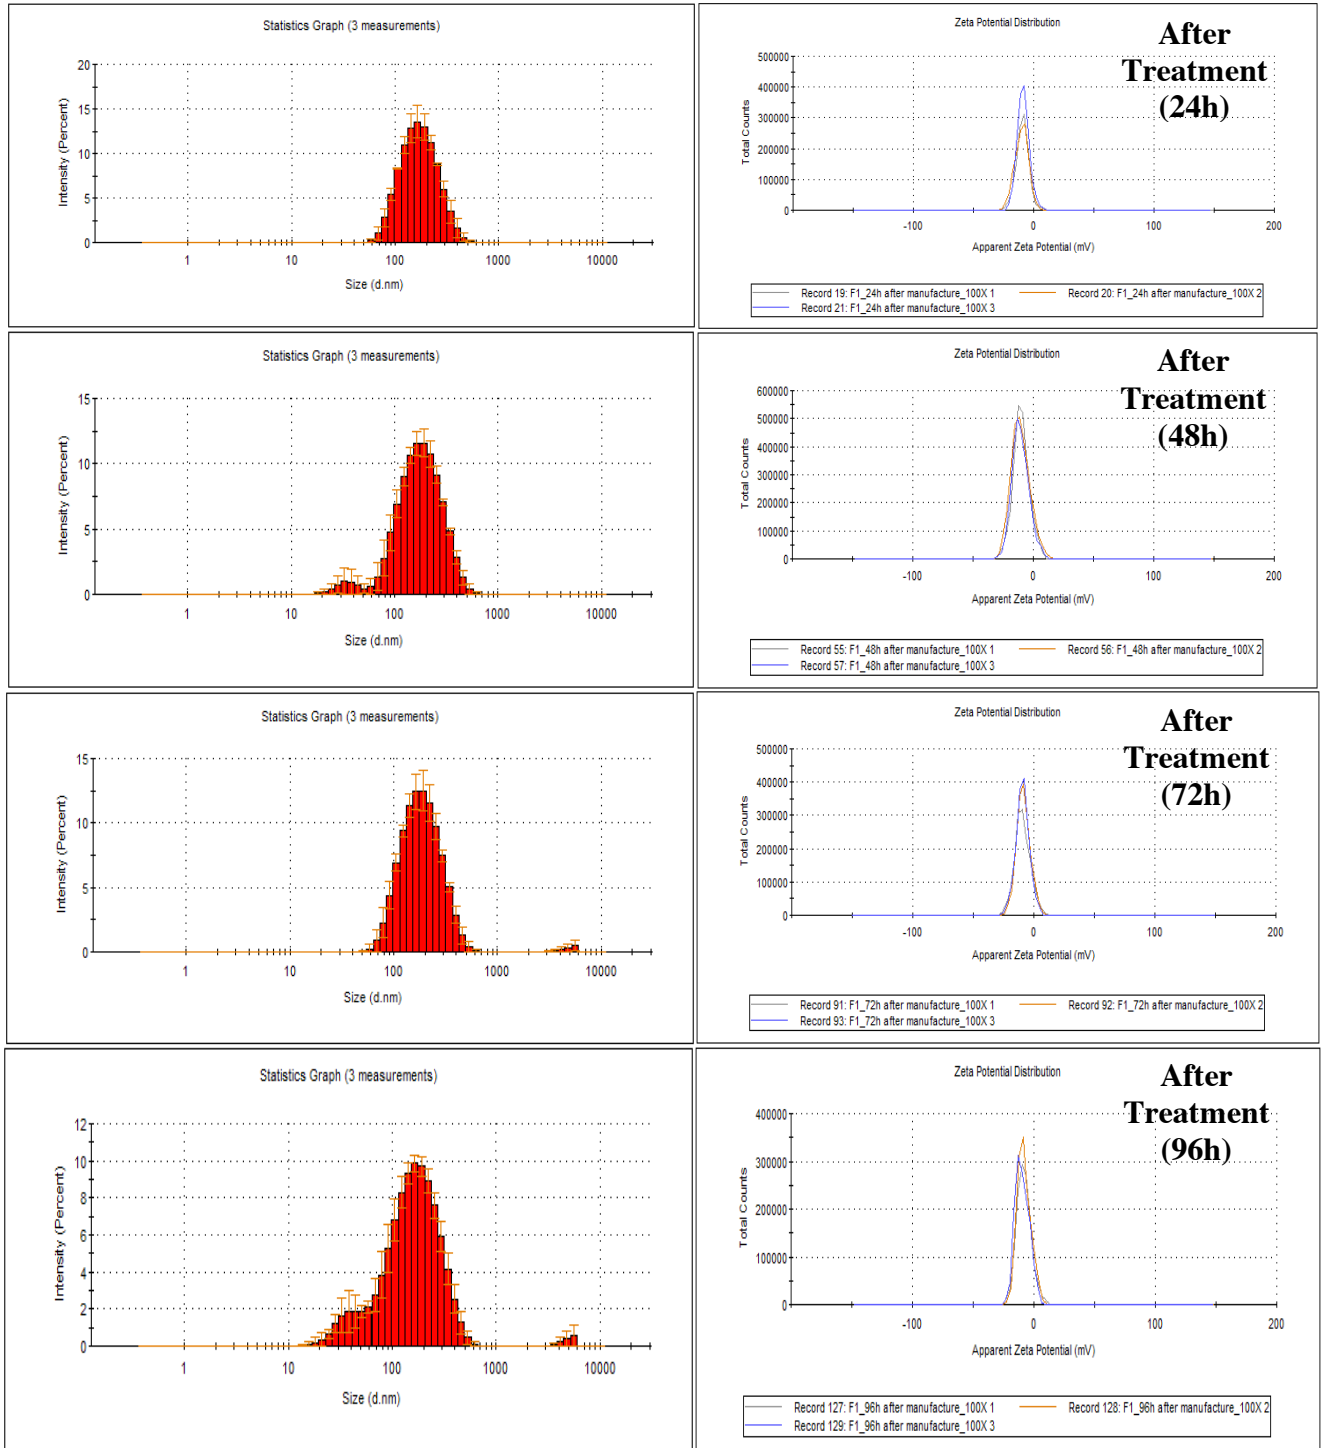 Statistics Graph (3 measurements)
20
15
10
5
0
Intensity (Percent)
1 10 100 1000 10000
Size (d.nm)
Zeta Potential Distribution
After
Treatment
(24h)
500000
400000
300000
200000
100000
0
Total Counts
-100 0 100 200
Apparent Zeta Potential (mV)
Record 19: F1_24h after manufacture_100X 1 Record 20: F1_24h after manufacture_100X 2
Record 21: F1_24h after manufacture_100X 3
Statistics Graph (3 measurements)
15
10
5
0
Intensity (Percent)
1 10 100 1000 10000
Size (d.nm)
Zeta Potential Distribution
After
Treatment
(48h)
600000
500000
400000
300000
200000
100000
0
Total Counts
-100 0 100 200
Apparent Zeta Potential (mV)
Record 55: F1_48h after manufacture_100X 1 Record 56: F1_48h after manufacture_100X 2
Record 57: F1_48h after manufacture_100X 3
Statistics Graph (3 measurements)
15
10
5
0
Intensity (Percent)
1 10 100 1000 10000
Size (d.nm)
Zeta Potential Distribution
After
Treatment
(72h)
500000
400000
300000
200000
100000
0
Total Counts
-100 0 100 200
Apparent Zeta Potential (mV)
Record 91: F1_72h after manufacture_100X 1 Record 92: F1_72h after manufacture_100X 2
Record 93: F1_72h after manufacture_100X 3
Statistics Graph (3 measurements)
12
10
8
6
4
2
0
Intensity (Percent)
1 10 100 1000 10000
Size (d.nm)
Zeta Potential Distribution
After
Treatment
(96h)
400000
300000
200000
100000
0
Total Counts
-100 0 100 200
Apparent Zeta Potential (mV)
Record 127: F1_96h after manufacture_100X 1 Record 128: F1_96h after manufacture_100X 2
Record 129: F1_96h after manufacture_100X 3